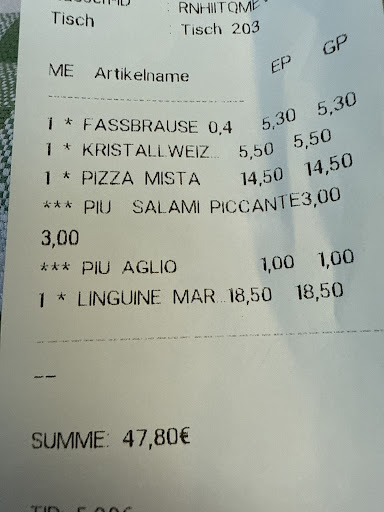 RNHIITQME
Tisch : Tisch 203
ME Artikelname EP GP
1 * FASSBRAUSE 0,4 5,30 5,30
1 * KRISTALLWEIZ... 5,50 5,50
1 * PIZZA MISTA 14,50 14,50
*** PIU SALAMI PICCANTE3,00
3,00
*** PIU AGLIO 1,00 1,00
1 * LINGUINE MAR...18,50 18,50
--
SUMME: 47,80€